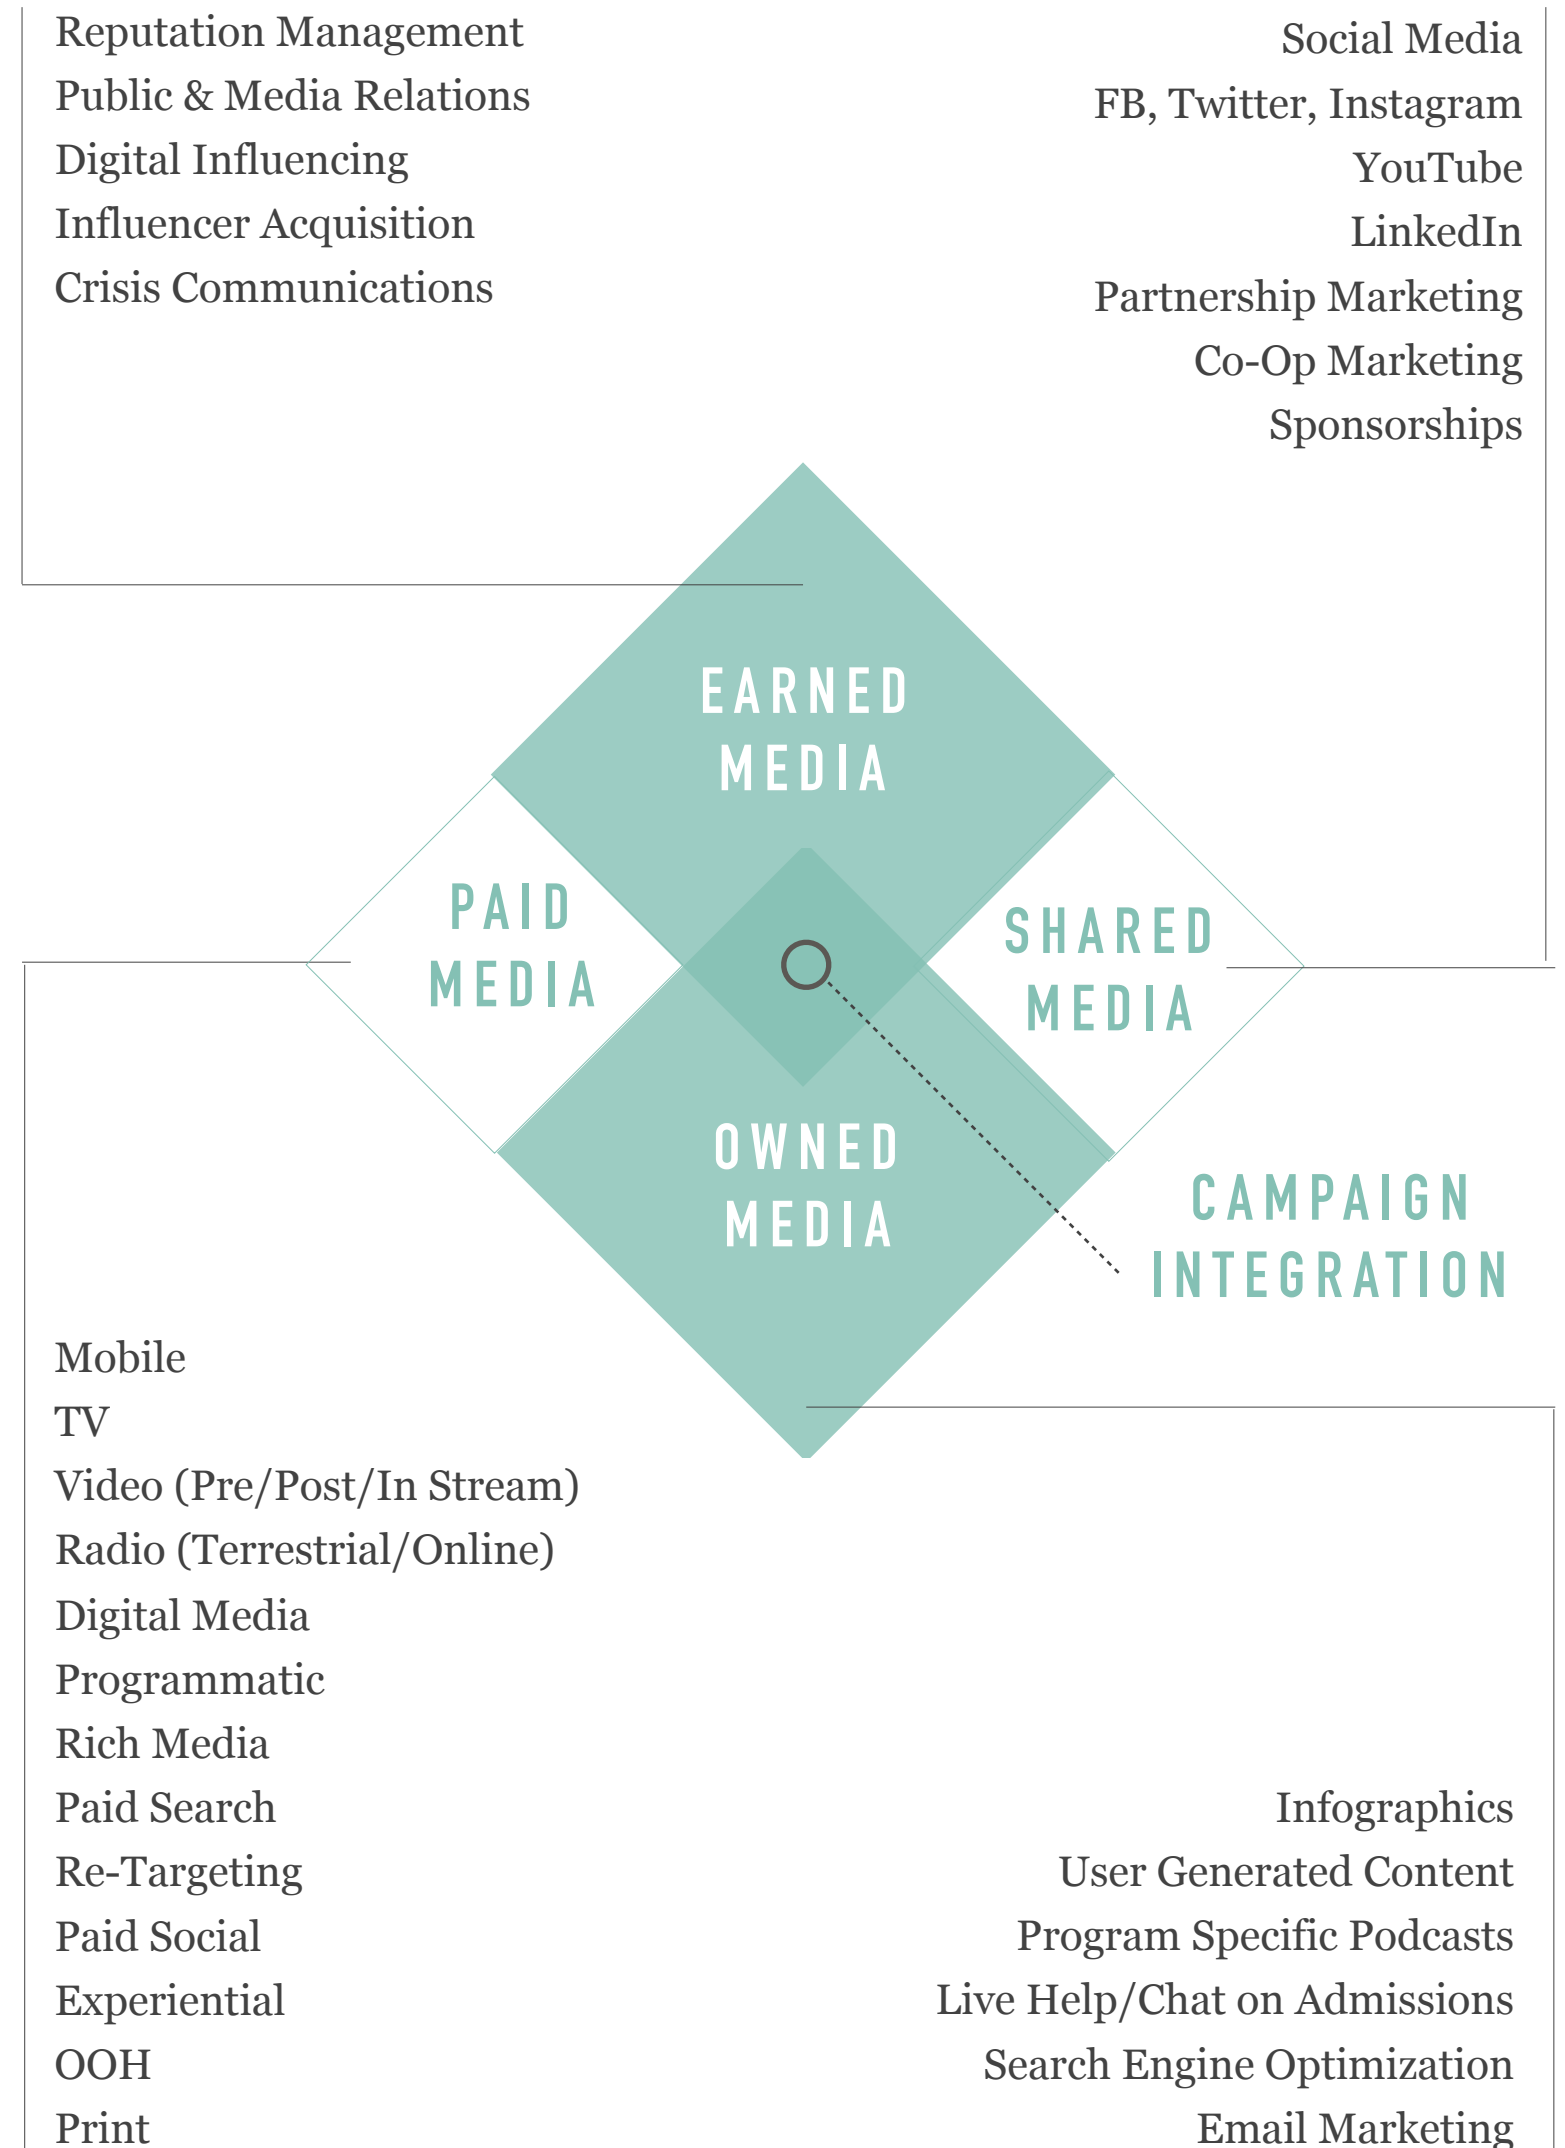 Reputation Management
Public & Media Relations
Digital Influencing
Influencer Acquisition
Crisis Communications
Social Media
FB, Twitter, Instagram
YouTube
LinkedIn
Partnership Marketing
Co-Op Marketing
Sponsorships
EARNED
MEDIA
PAID
MEDIA
SHARED
MEDIA
OWNED
MEDIA
CAMPAIGN
INTEGRATION
Mobile
TV
Video (Pre/Post/In Stream)
Radio (Terrestrial/Online)
Digital Media
Programmatic
Rich Media
Paid Search
Re-Targeting
Paid Social
Experiential
OOH
Print
Infographics
User Generated Content
Program Specific Podcasts
Live Help/Chat on Admissions
Search Engine Optimization
Email Marketing